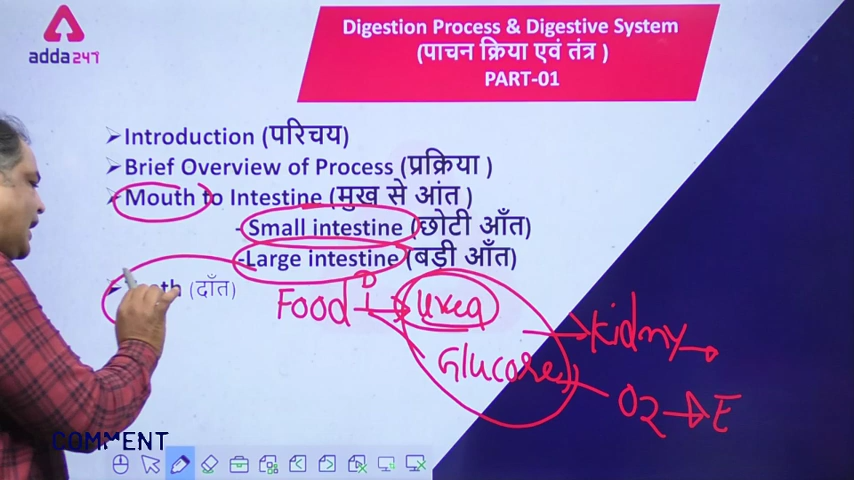 adda247
Digestion Process & Digestive System
(पाचन क्रिया एवं तंत्र )
PART-01
Introduction (परिचय)
Brief Overview of Process (प्रक्रिया )
Mouth to Intestine (मुख से आंत )
- Small intestine (छोटी आँत)
-Large intestine (बड़ी आँत)
(दाँत)
Food D urea
Glucose
Kidny
O2 E
COMMENT